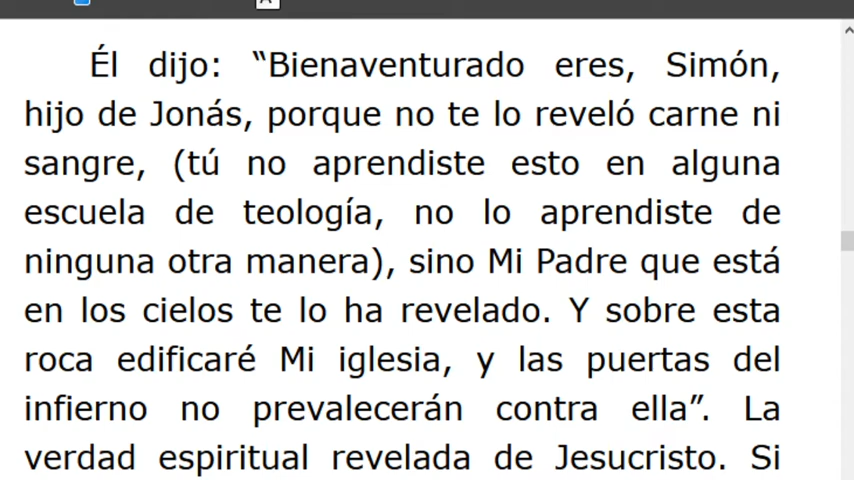 Él dijo: “Bienaventurado eres, Simón,
hijo de Jonás, porque no te lo reveló carne ni
sangre, (tú no aprendiste esto en alguna
escuela de teología, no lo aprendiste de
ninguna otra manera), sino Mi Padre que está
en los cielos te lo ha revelado. Y sobre esta
roca edificaré Mi iglesia, y las puertas del
infierno no prevalecerán contra ella”. La
verdad espiritual revelada de Jesucristo. Si